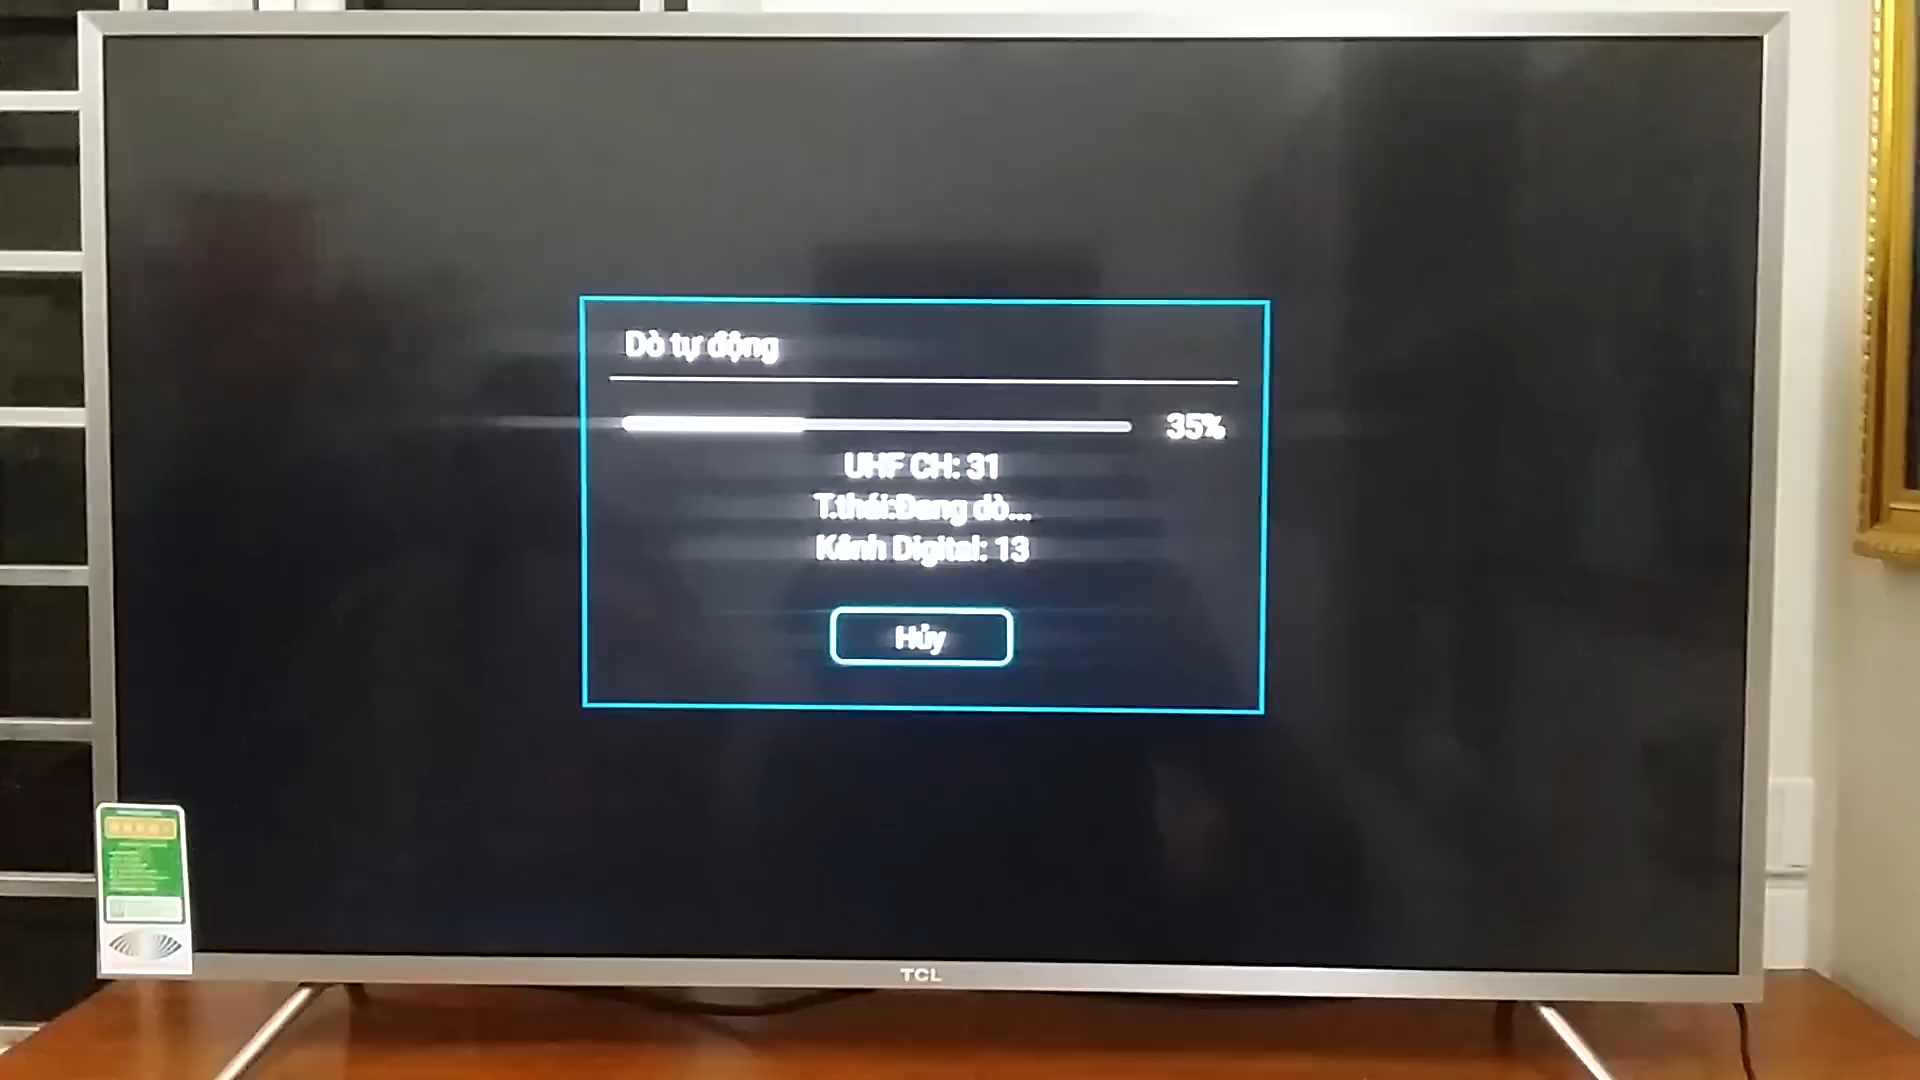 Dò tự động
35%
UHF CH: 31
T.thái:Đang dò...
Kênh Digital: 13
Hủy
TCL